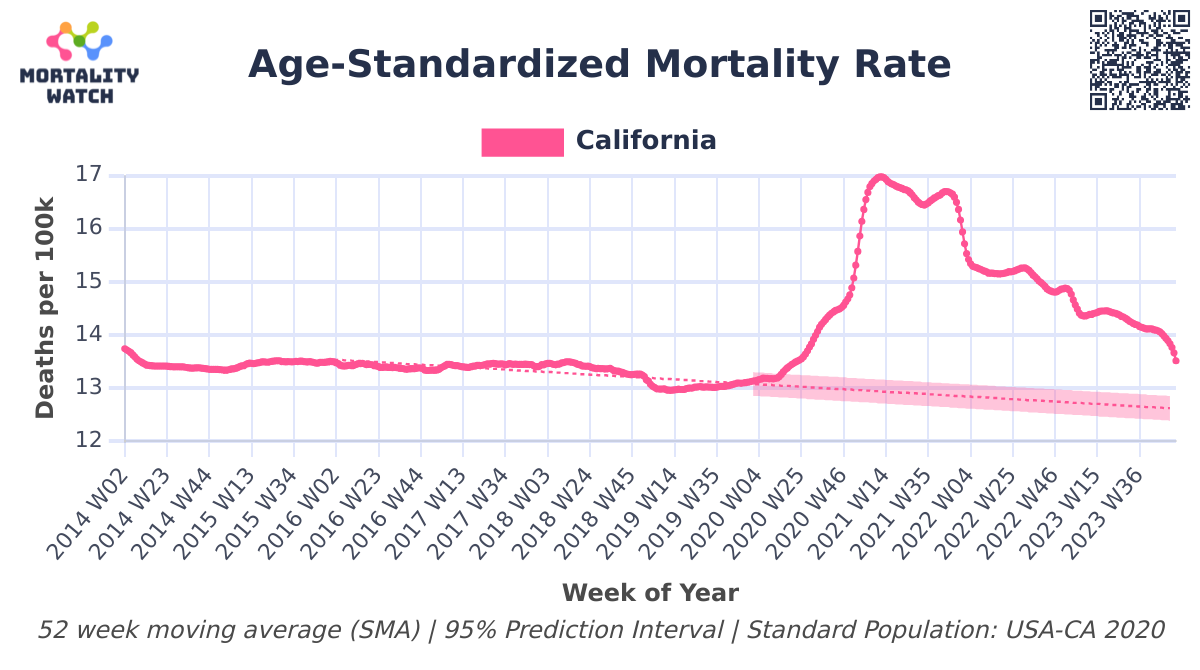 MORTALITY
WATCH
Age-Standardized Mortality Rate
California
Deaths per 100k
17
16
15
14
13
12
2014 W02
2014 W23
2014 W44
2015 W13
2015 W34
2016 W02
2016 W23
2016 W44
2017 W13
2017 W34
2018 W03
2018 W24
2018 W45
2019 W14
2019 W35
2020 W04
2020 W25
2020 W46
2021 W14
2021 W35
2022 W04
2022 W25
2022 W46
2023 W15
2023 W36
Week of Year
52 week moving average (SMA) | 95% Prediction Interval | Standard Population: USA-CA 2020